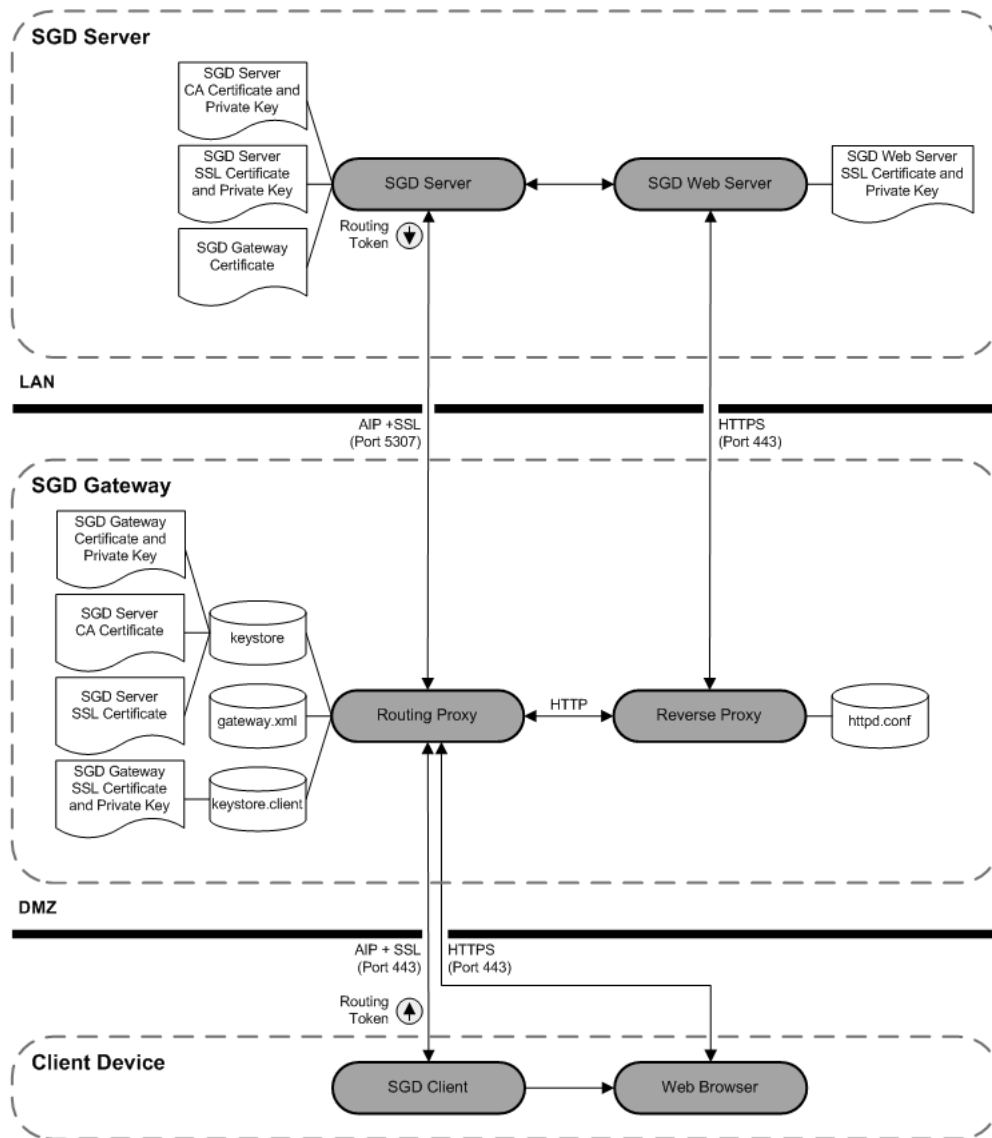 SGD Server
SGD Server
CA Certificate and
Private Key
SGD Server
SSL Certificate
and Private Key
SGD Gateway
Certificate
SGD Server
SGD Web Server
SGD Web Server
SSL Certificate and
Private Key
Routing
Token
LAN
AIP +SSL
(Port 5307)
HTTPS
(Port 443)
SGD Gateway
SGD Gateway
Certificate and
Private Key
SGD Server
CA Certificate
SGD Server
SSL Certificate
SGD Gateway
SSL Certificate
and Private Key
keystore
gateway.xml
keystore.client
Routing Proxy
HTTP
Reverse Proxy
httpd.conf
DMZ
AIP + SSL
(Port 443)
HTTPS
(Port 443)
Routing
Token
Client Device
SGD Client
Web Browser